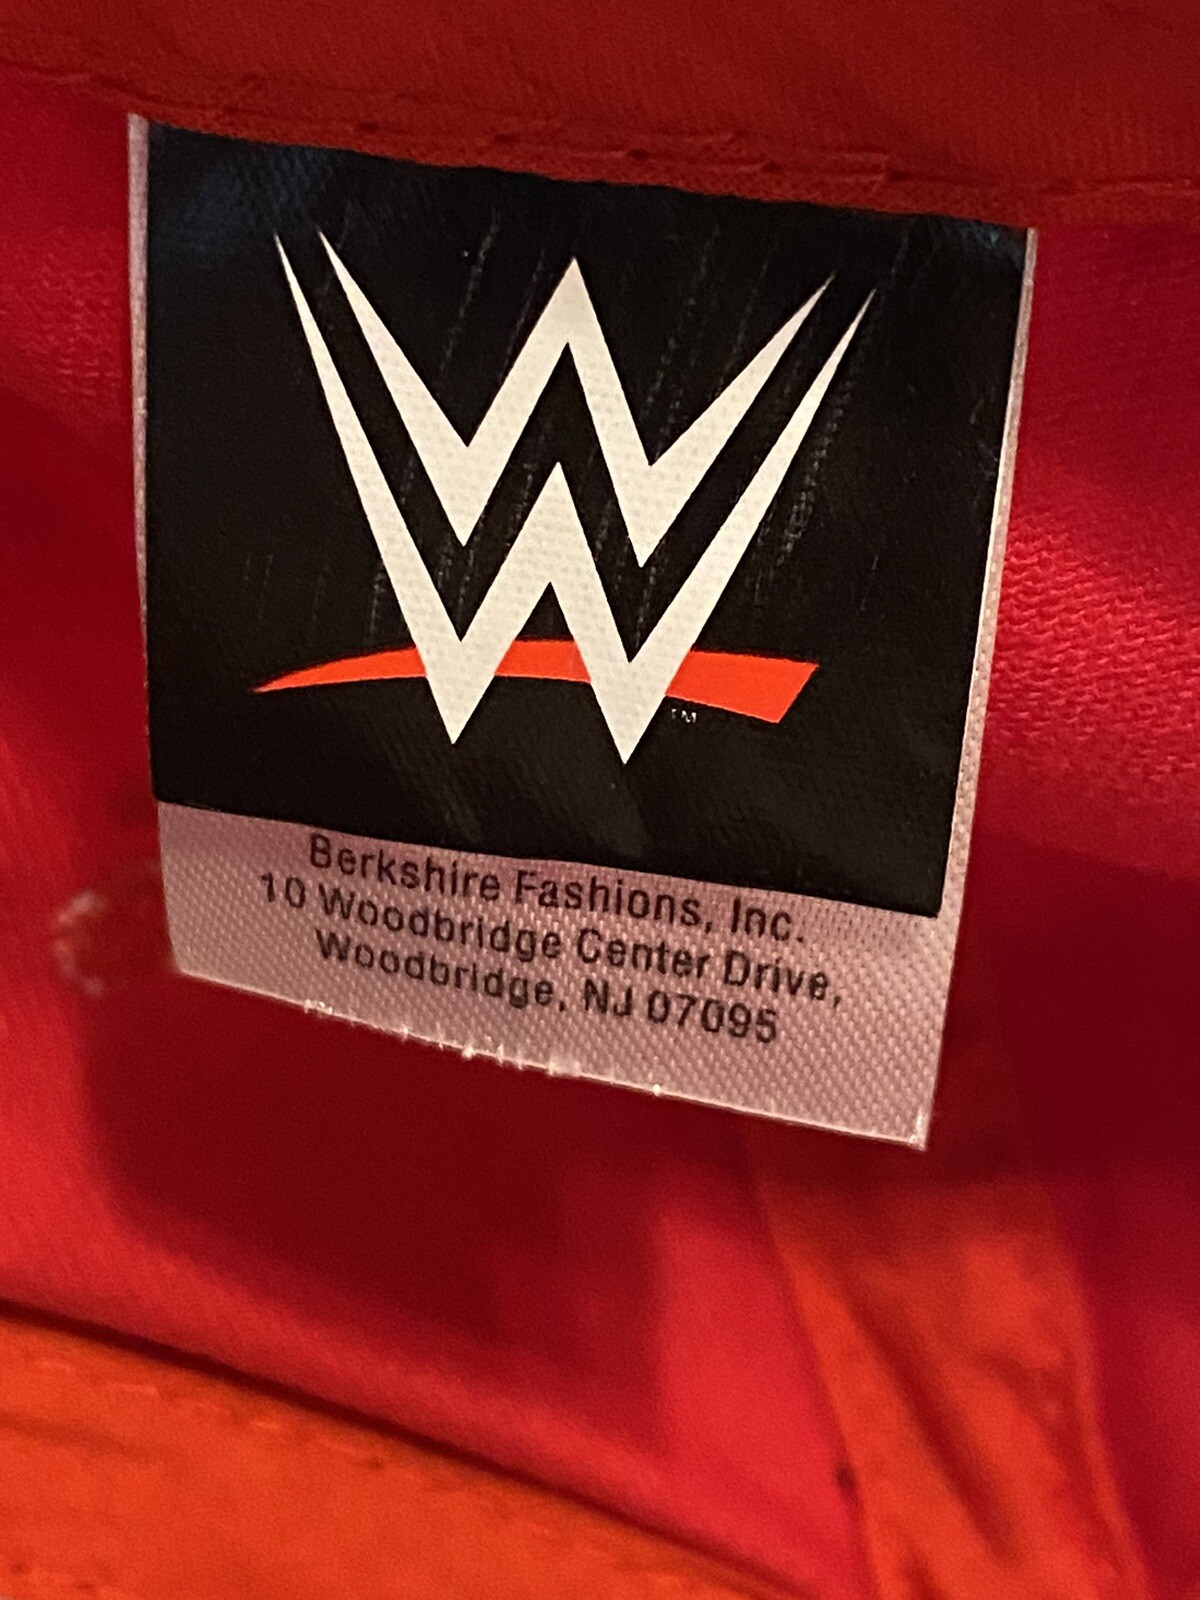 W
TM
Berkshire Fashions, Inc.
10 Woodbridge Center Drive,
Woodbridge, NJ 07095